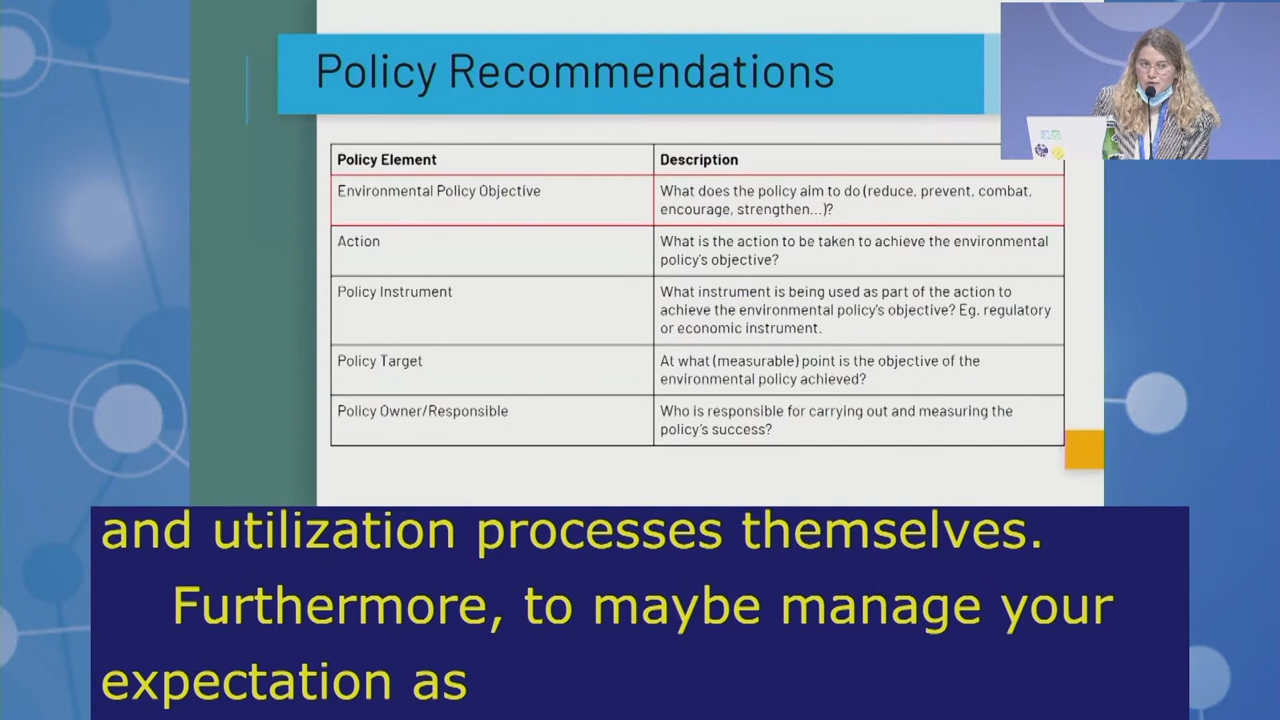 Policy Recommendations
Policy Element
Description
Environmental Policy Objective
What does the policy aim to do (reduce, prevent, combat,
encourage, strengthen...)?
Action
What is the action to be taken to achieve the environmental
policy's objective?
Policy Instrument
What instrument is being used as part of the action to
achieve the environmental policy's objective? Eg. regulatory
or economic instrument.
Policy Target
At what (measurable) point is the objective of the
environmental policy achieved?
Policy Owner/Responsible
Who is responsible for carrying out and measuring the
policy's success?
and utilization processes themselves.
Furthermore, to maybe manage your
expectation as